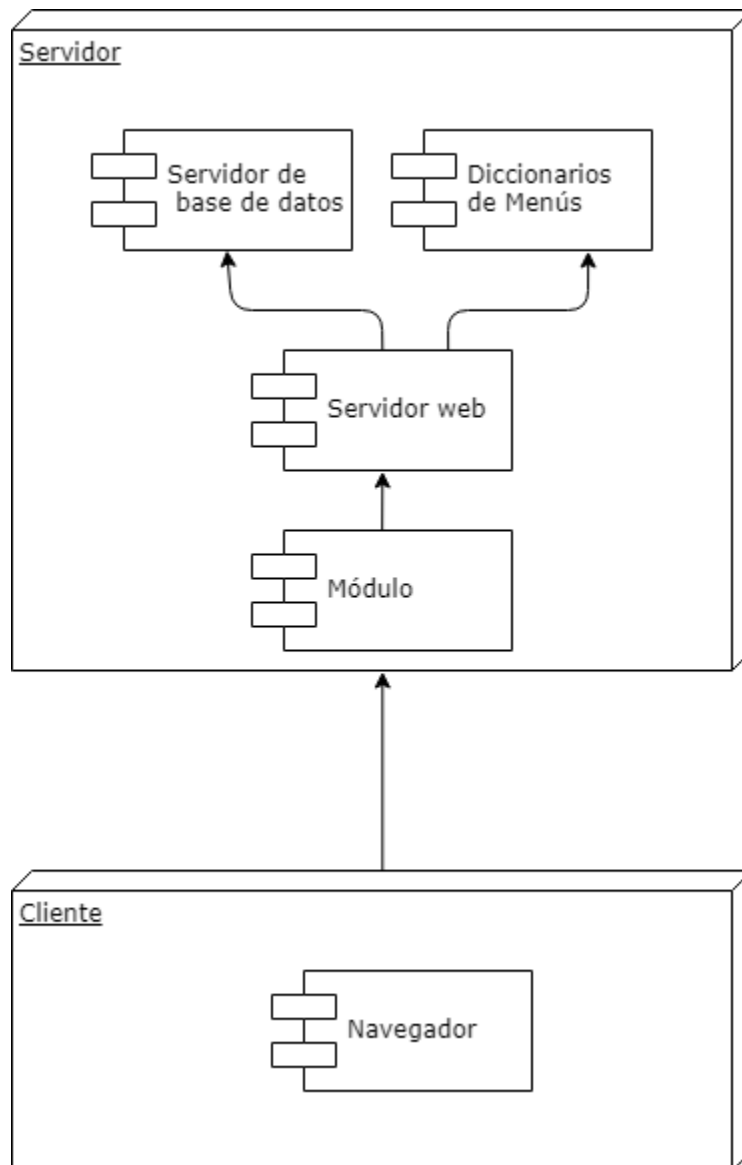 Servidor
Servidor de
base de datos
Diccionarios
de Menús
Servidor web
Módulo
Cliente
Navegador